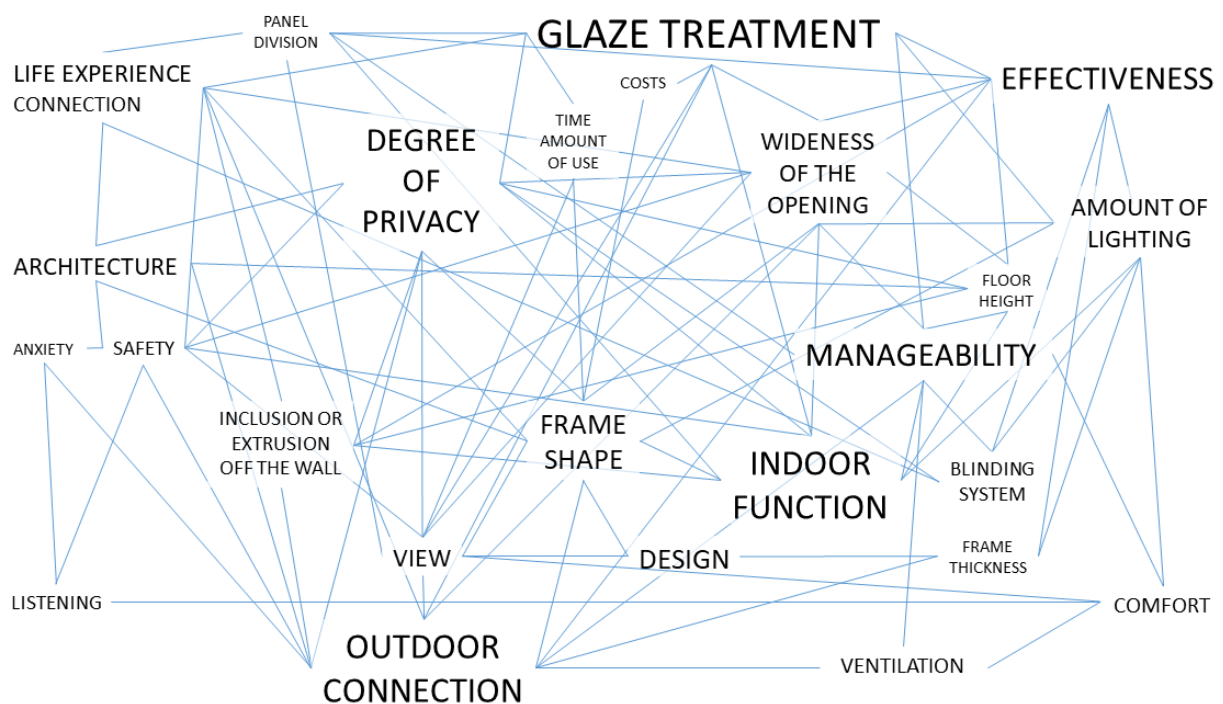 PANEL
DIVISION
GLAZE TREATMENT
LIFE EXPERIENCE
CONNECTION
COSTS
EFFECTIVENESS
TIME
AMOUNT
OF USE
DEGREE
OF
PRIVACY
WIDENESS
OF THE
OPENING
AMOUNT OF
LIGHTING
ARCHITECTURE
FLOOR
HEIGHT
ANXIETY
SAFETY
MANAGEABILITY
INCLUSION OR
EXTRUSION
OFF THE WALL
FRAME
SHAPE
INDOOR
FUNCTION
BLINDING
SYSTEM
VIEW
DESIGN
FRAME
THICKNESS
LISTENING
COMFORT
OUTDOOR
CONNECTION
VENTILATION